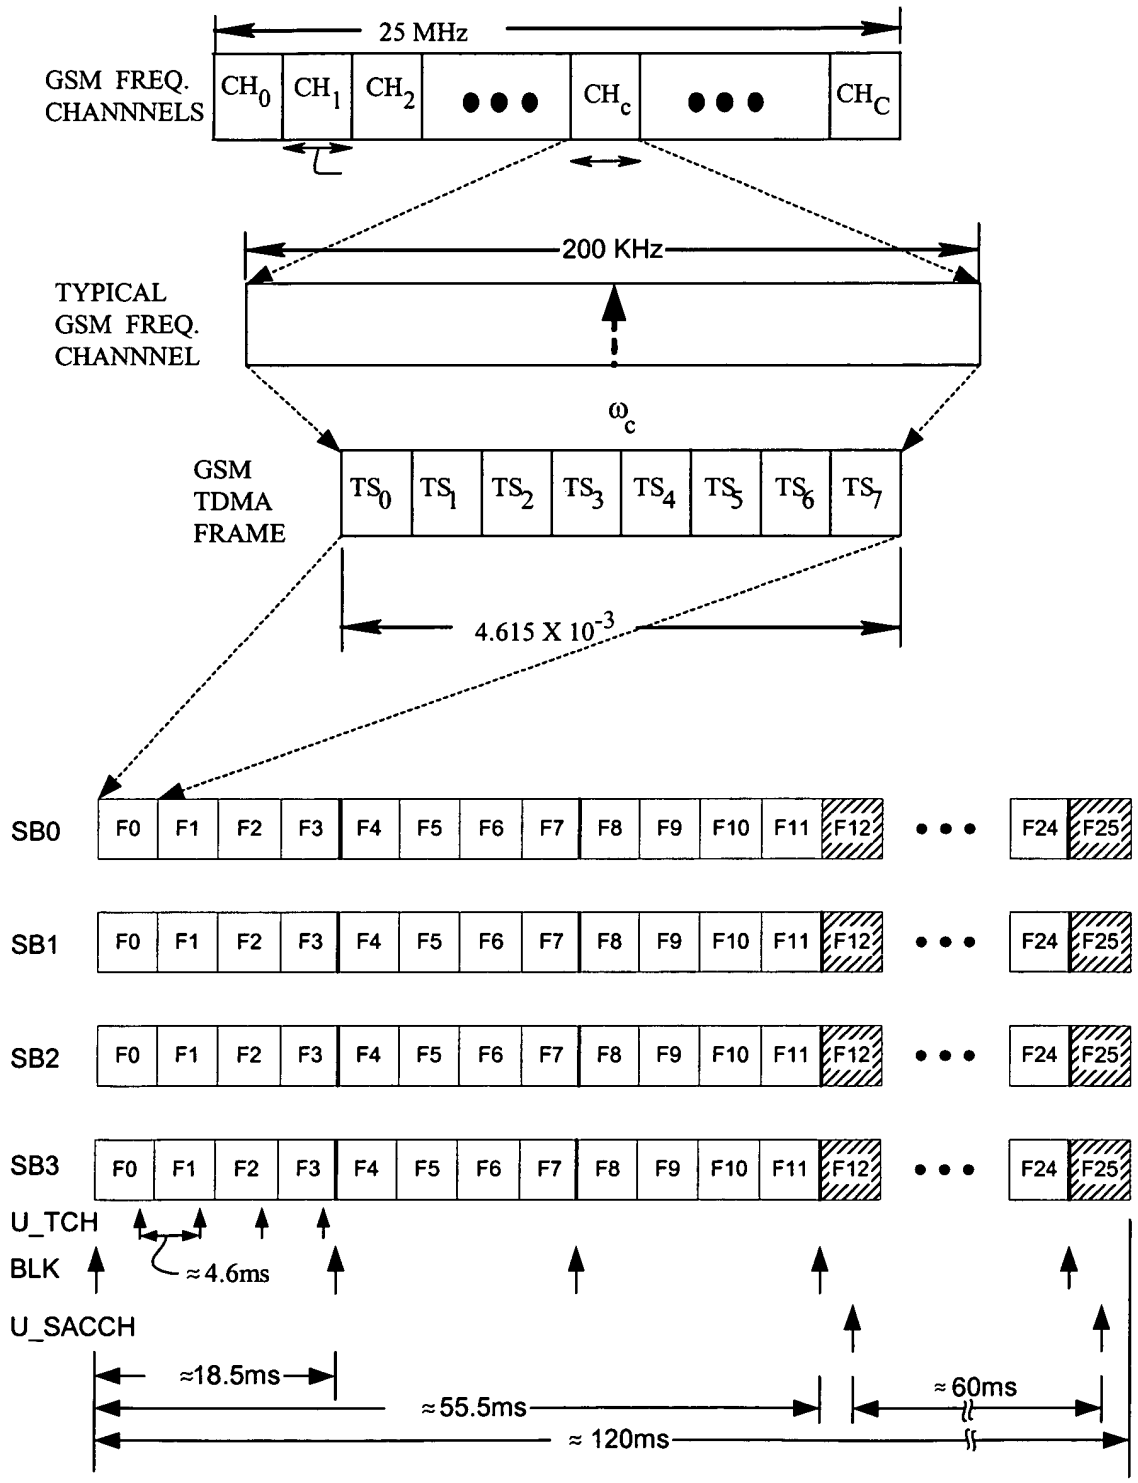 25 MHz
GSM FREQ.
CHANNNELS
CH0 CH1 CH2 ••• CHc ••• CHC
200 KHz
TYPICAL
GSM FREQ.
CHANNNEL
ωc
GSM
TDMA
FRAME
TS0 TS1 TS2 TS3 TS4 TS5 TS6 TS7
4.615 X 10-3
SB0 F0 F1 F2 F3 F4 F5 F6 F7 F8 F9 F10 F11 F12 ••• F24 F25
SB1 F0 F1 F2 F3 F4 F5 F6 F7 F8 F9 F10 F11 F12 ••• F24 F25
SB2 F0 F1 F2 F3 F4 F5 F6 F7 F8 F9 F10 F11 F12 ••• F24 F25
SB3 F0 F1 F2 F3 F4 F5 F6 F7 F8 F9 F10 F11 F12 ••• F24 F25
U_TCH
BLK
≈4.6ms
U_SACCH
≈18.5ms
≈60ms
≈55.5ms
≈ 120ms